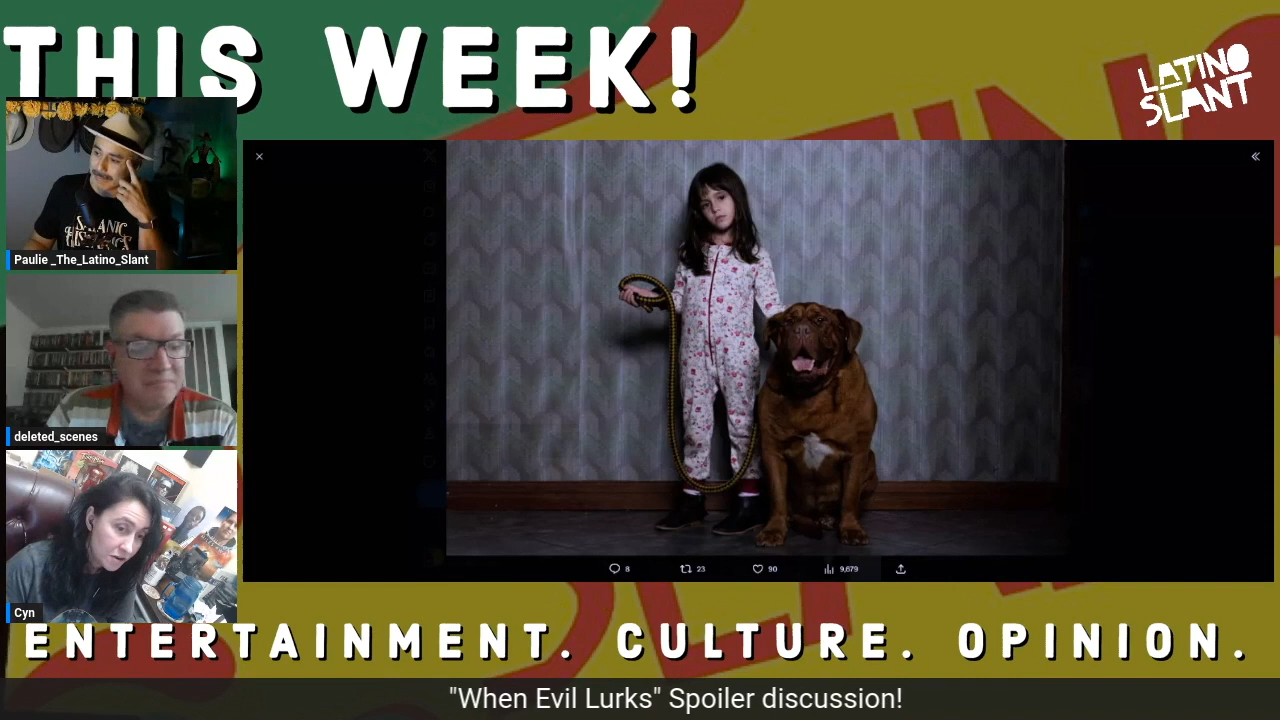 THIS WEEK!
LATINO
SLANT
Paulie _The_Latino_Slant
deleted_scenes
Cyn
8 23 90 9,679
ENTERTAINMENT. CULTURE. OPINION.
"When Evil Lurks" Spoiler discussion!